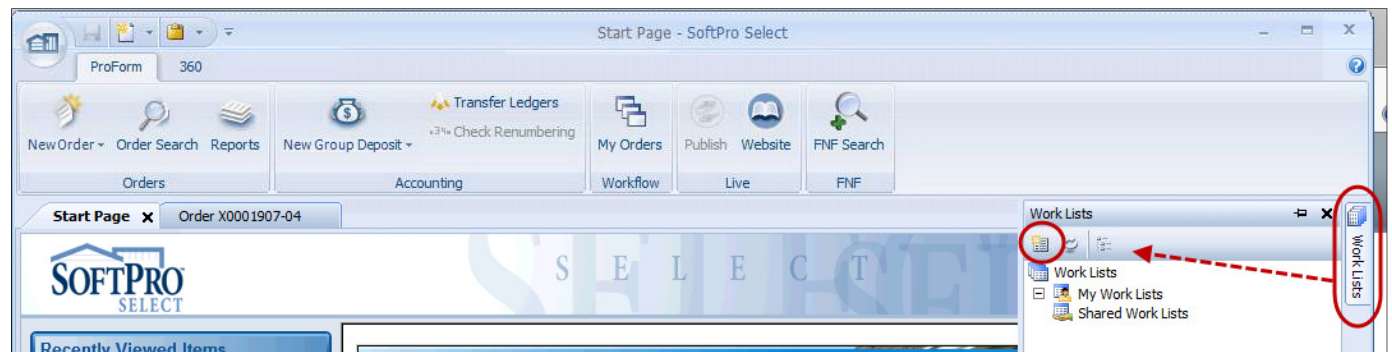 Start Page - SoftPro Select
ProForm 360
New Order Order Search Reports
New Group Deposit
Transfer Ledgers
Check Renumbering
My Orders Publish Website FNF Search
Orders Accounting Workflow Live FNF
Start Page x Order X0001907-04
Work Lists
Work Lists
SOFTPRO
SELECT
SELECT
Work Lists
My Work Lists
Shared Work Lists
Recently Viewed Items